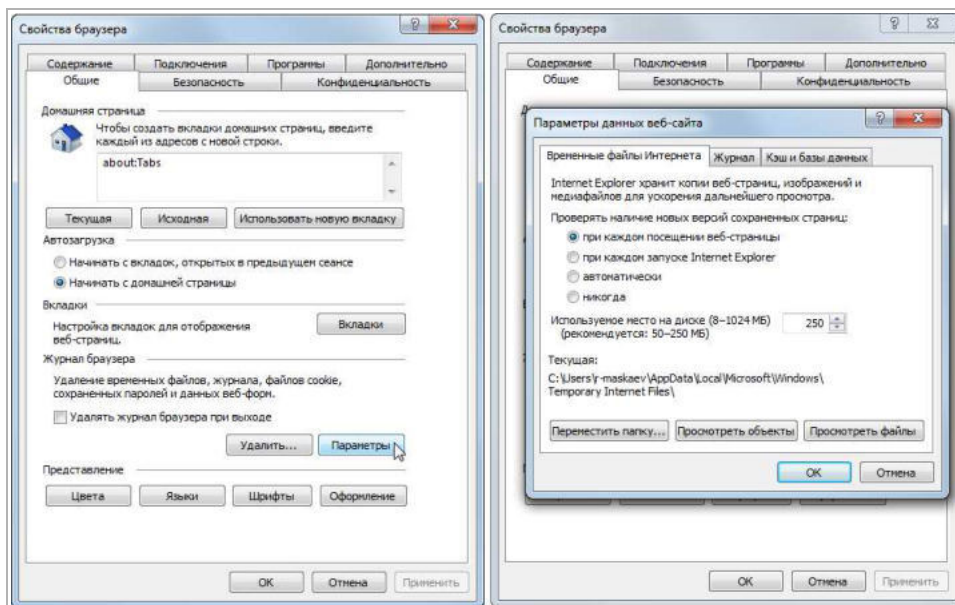 Свойства браузера
Содержание Подключения Программы Дополнительно
Общие Безопасность Конфиденциальность
Домашняя страница
Чтобы создать вкладки домашних страниц, введите
каждый из адресов с новой строки.
about:Tabs
Текущая Исходная Использовать новую вкладку
Автозагрузка
Начинать с вкладок, открытых в предыдущем сеансе
Начинать с домашней страницы
Вкладки
Настройка вкладок для отображения
веб-страниц.
Вкладки
Журнал браузера
Удаление временных файлов, журнала, файлов cookie,
сохраненных паролей и данных веб-форм.
Удалять журнал браузера при выходе
Удалить... Параметры
Представление
Цвета Языки Шрифты Оформление
OK Отмена Применить
Свойства браузера
Содержание Подключения Программы Дополнительно
Общие Безопасность Конфиденциальность
Параметры данных веб-сайта
Временные файлы Интернета Журнал Кэш и базы данных
Internet Explorer хранит копии веб-страниц, изображений и
медиафайлов для ускорения дальнейшего просмотра.
Проверять наличие новых версий сохраненных страниц:
при каждом посещении веб-страницы
при каждом запуске Internet Explorer
автоматически
никогда
Используемое место на диске (8–1024 МБ) 250
(рекомендуется: 50–250 МБ)
Текущая:
C:\Users\r-maskaev\AppData\Local\Microsoft\Windows\
Temporary Internet Files\
Переместить папку... Просмотреть объекты Просмотреть файлы
OK Отмена
OK Отмена Применить